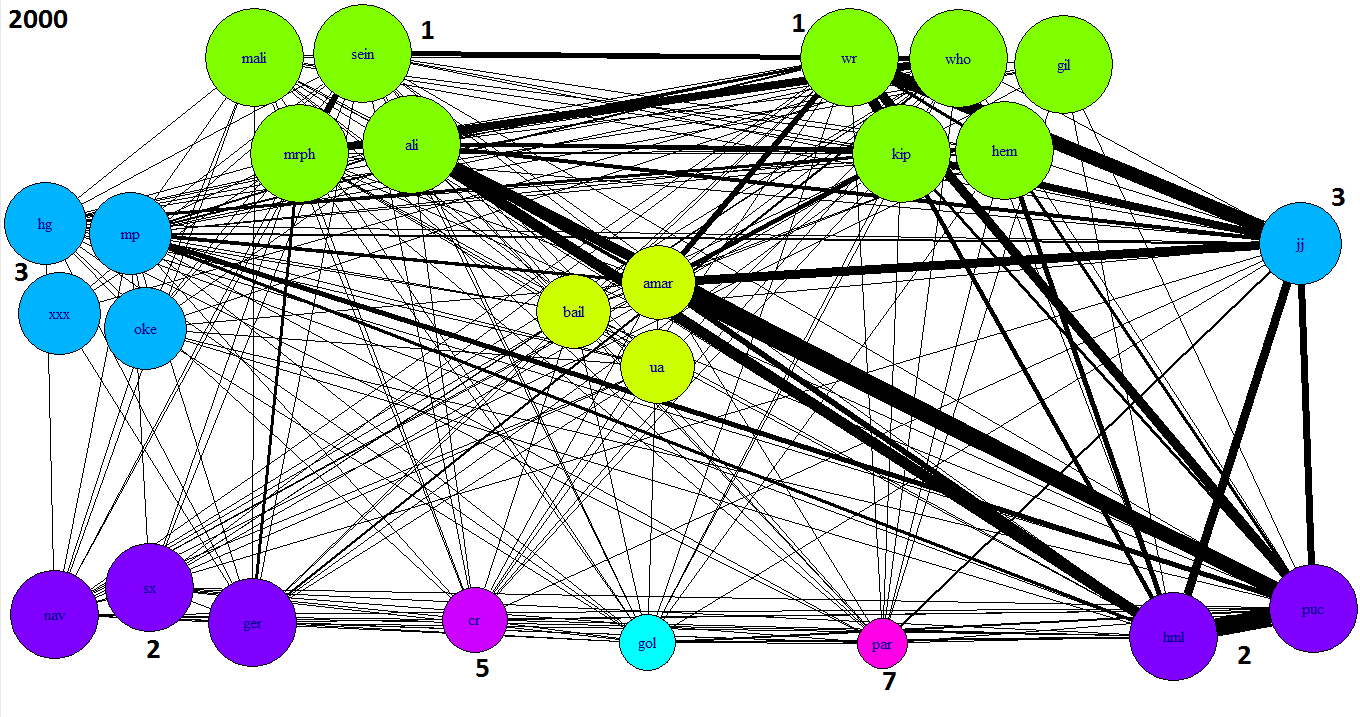 2000
mali
sein
1
1
wr
who
gil
mrph
ali
kip
hem
hg
mp
3
jj
3
xxx
oke
amar
bail
ua
nav
sx
ger
2
cr
5
gol
par
7
hml
2
puc